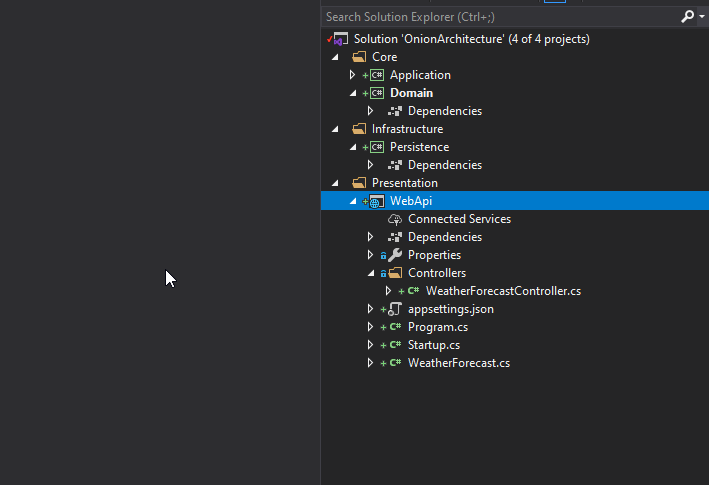 Search Solution Explorer (Ctrl+;)
Solution 'OnionArchitecture' (4 of 4 projects)
Core
C# Application
C# Domain
Dependencies
Infrastructure
C# Persistence
Dependencies
Presentation
WebApi
Connected Services
Dependencies
Properties
Controllers
C# WeatherForecastController.cs
appsettings.json
C# Program.cs
C# Startup.cs
C# WeatherForecast.cs